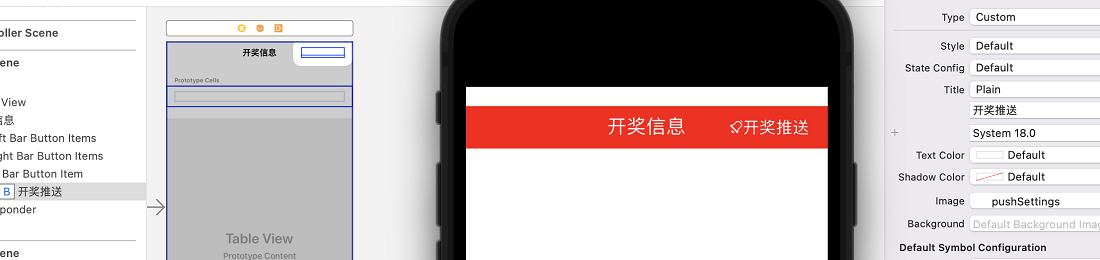 oller Scene
ene
View
信息
ft Bar Button Items
ght Bar Button Items
Bar Button Item
B 开奖推送
ponder
ene
开奖信息
Prototype Cells
Table View
Prototype Content
开奖信息
开奖推送
Type Custom
Style Default
State Config Default
Title Plain
开奖推送
+ System 18.0
Text Color Default
Shadow Color Default
Image pushSettings
Background Default Background Imag
Default Symbol Configuration